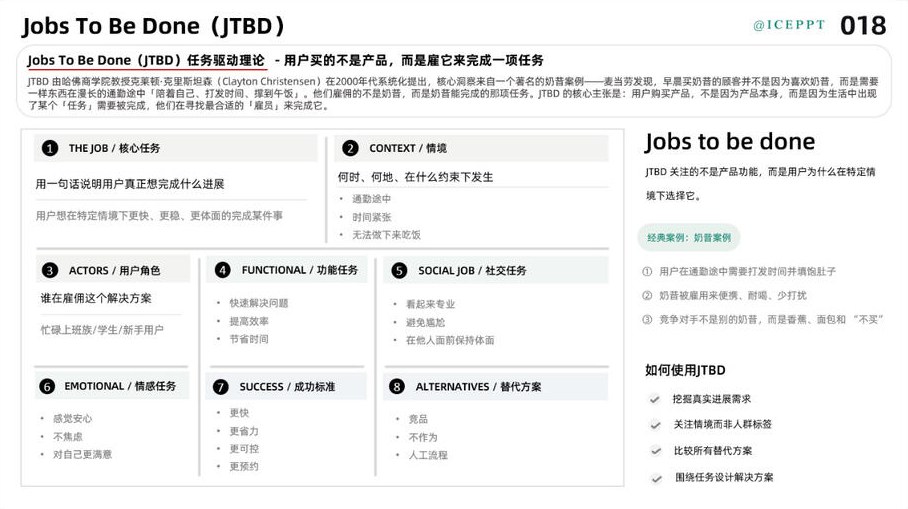 Jobs To Be Done（JTBD）
@ICEPPT 018
Jobs To Be Done（JTBD）任务驱动理论 - 用户买的不是产品，而是雇它来完成一项任务
JTBD 由哈佛商学院教授克莱顿·克里斯坦森（Clayton Christensen）在2000年代系统化提出，核心洞察来自一个著名的奶昔案例——麦当劳发现，早晨买奶昔的顾客并不是因为喜欢奶昔，而是需要
一样东西在漫长的通勤途中「陪着自己、打发时间、撑到午饭」。他们雇佣的不是奶昔，而是奶昔能完成的那项任务。JTBD 的核心主张是：用户购买产品，不是因为产品本身，而是因为生活中出现
了某个「任务」需要被完成，他们在寻找最合适的「雇员」来完成它。
1 THE JOB / 核心任务
用一句话说明用户真正想完成什么进展
用户想在特定情境下更快、更稳、更体面的完成某件事
2 CONTEXT / 情境
何时、何地、在什么约束下发生
• 通勤途中
• 时间紧张
• 无法做下来吃饭
3 ACTORS / 用户角色
谁在雇佣这个解决方案
忙碌上班族/学生/新手用户
4 FUNCTIONAL / 功能任务
• 快速解决问题
• 提高效率
• 节省时间
5 SOCIAL JOB / 社交任务
• 看起来专业
• 避免尴尬
• 在他人面前保持体面
6 EMOTIONAL / 情感任务
• 感觉安心
• 不焦虑
• 对自己更满意
7 SUCCESS / 成功标准
• 更快
• 更省力
• 更可控
• 更预约
8 ALTERNATIVES / 替代方案
• 竞品
• 不作为
• 人工流程
Jobs to be done
JTBD 关注的不是产品功能，而是用户为什么在特定情
境下选择它。
经典案例：奶昔案例
① 用户在通勤途中需要打发时间并填饱肚子
② 奶昔被雇用来便携、耐喝、少打扰
③ 竞争对手不是别的奶昔，而是香蕉、面包和 “不买”
如何使用JTBD
挖掘真实进展需求
关注情境而非人群标签
比较所有替代方案
围绕任务设计解决方案